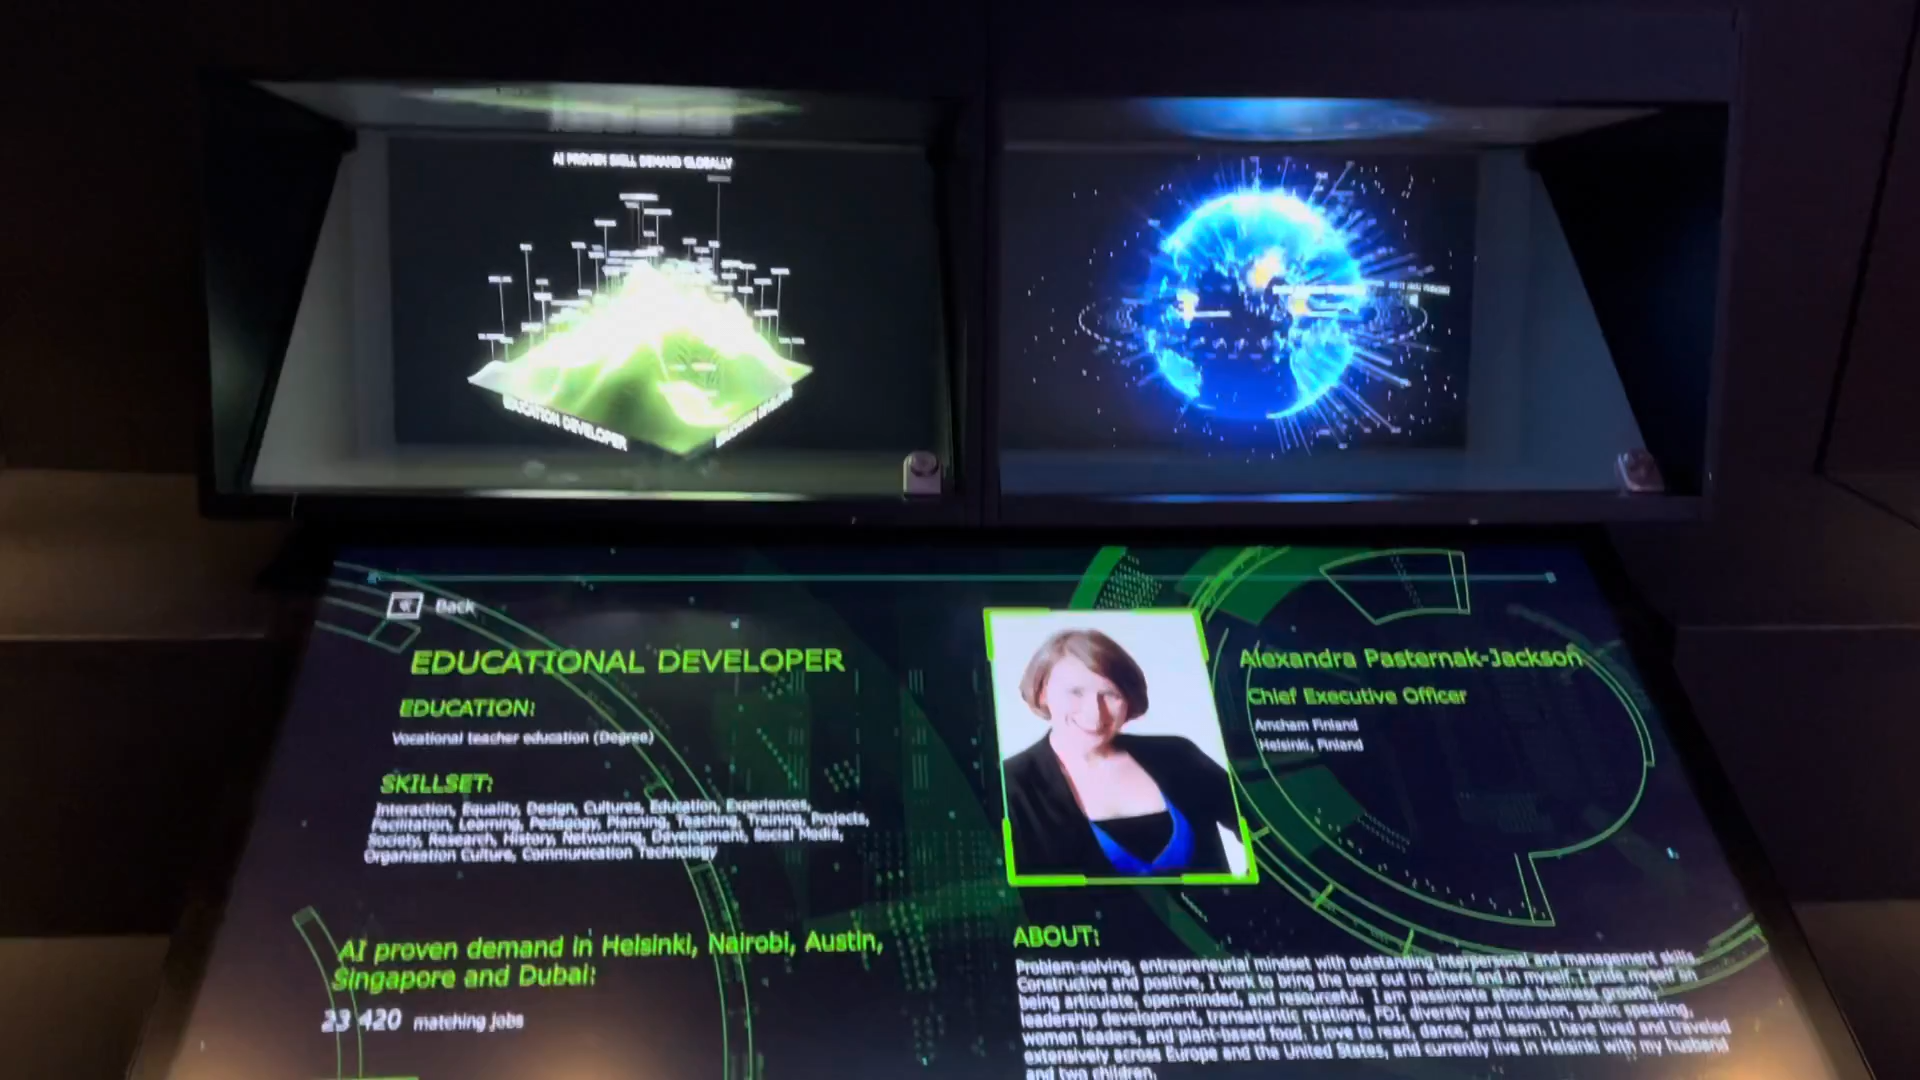 AI PROVEN SKILL DEMAND GLOBALLY
EDUCATION DEVELOPER
Back
EDUCATIONAL DEVELOPER
EDUCATION:
Vocational teacher education (Degree)
SKILLSET:
Interaction, Equality, Design, Cultures, Education, Experiences,
Facilitation, Learning, Pedagogy, Planning, Teaching, Training, Projects,
Society, Research, History, Networking, Development, Social Media,
Organisation Culture, Communication Technology
AI proven demand in Helsinki, Nairobi, Austin,
Singapore and Dubai:
23 420 matching jobs
Alexandra Pasternak-Jackson
Chief Executive Officer
Amcham Finland
Helsinki, Finland
ABOUT:
Problem-solving, entrepreneurial mindset with outstanding interpersonal and management skills.
Constructive and positive, I work to bring the best out in others and in myself. I pride myself on
being articulate, open-minded, and resourceful. I am passionate about business growth,
leadership development, transatlantic relations, FDI, diversity and inclusion, public speaking,
women leaders, and plant-based food. I love to read, dance, and learn. I have lived and traveled
extensively across Europe and the United States, and currently live in Helsinki with my husband
and two children.